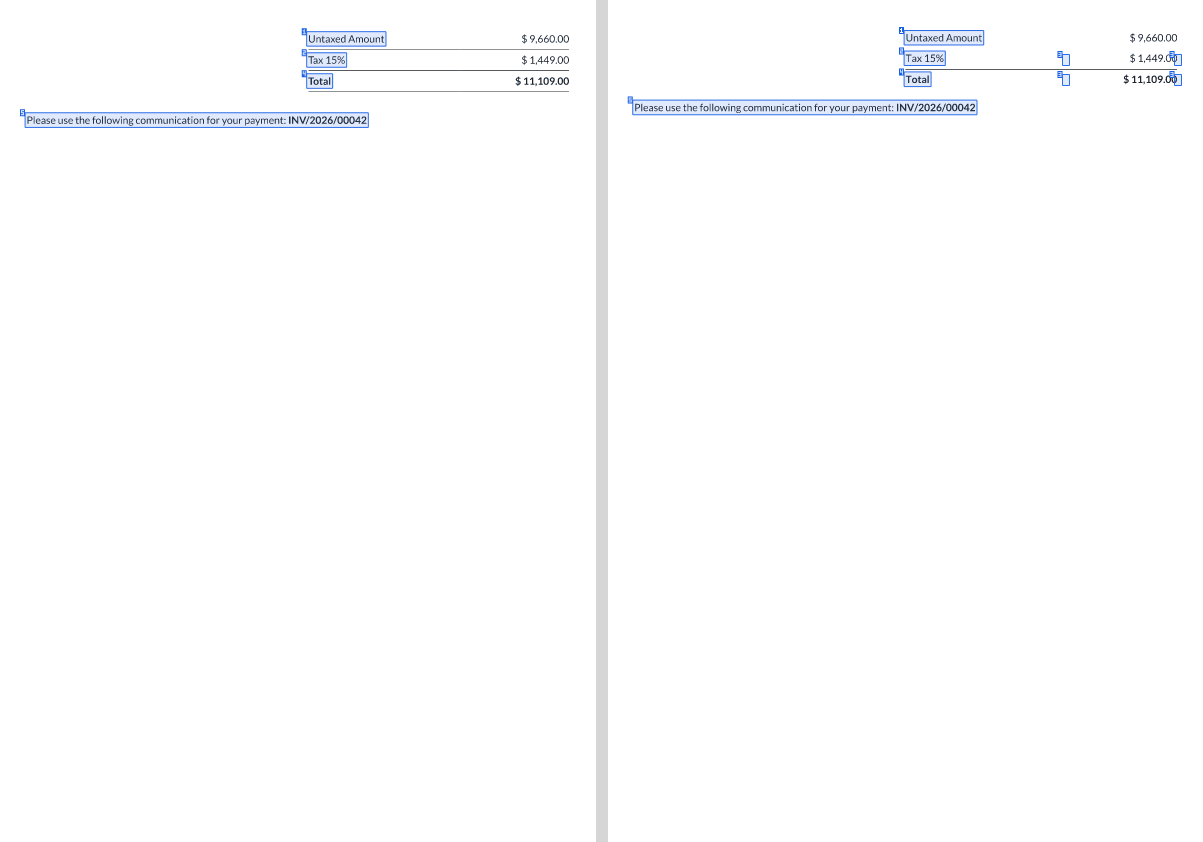 Untaxed Amount $ 9,660.00
Tax 15% $ 1,449.00
Total $ 11,109.00
Please use the following communication for your payment: INV/2026/00042
Untaxed Amount $ 9,660.00
Tax 15% $ 1,449.00
Total $ 11,109.00
Please use the following communication for your payment: INV/2026/00042